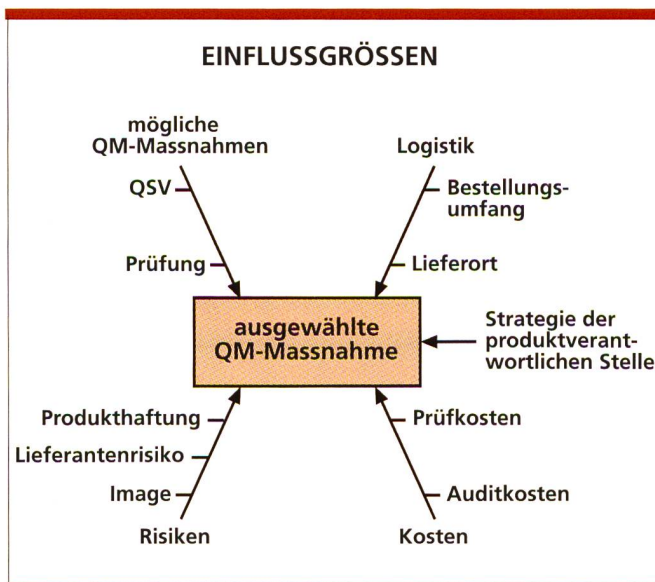 EINFLUSSGRÖSSEN
mögliche
QM-Massnahmen
QSV
Prüfung
Logistik
Bestellungs-
umfang
Lieferort
ausgewählte
QM-Massnahme
Strategie der
produktverant-
wortlichen Stelle
Produkthaftung
Lieferantenrisiko
Image
Risiken
Prüfkosten
Auditkosten
Kosten